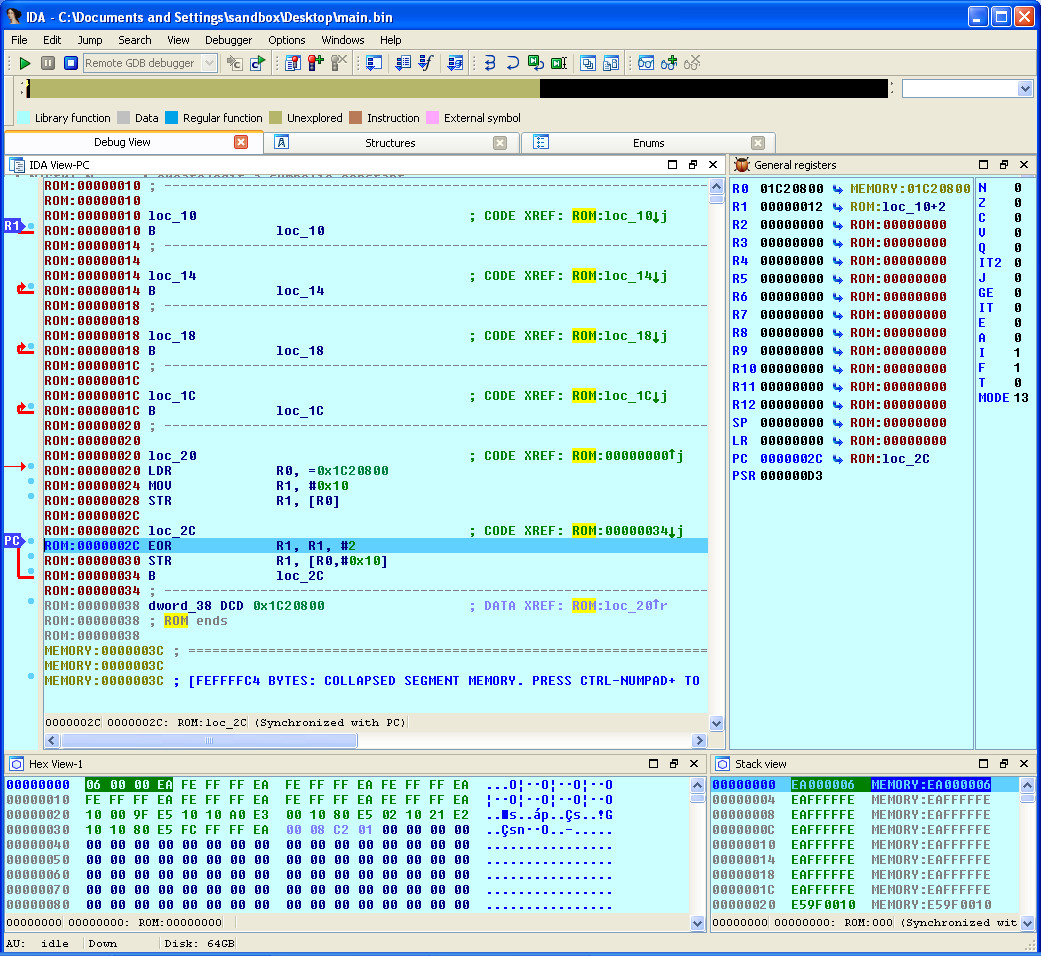 IDA - C:\Documents and Settings\sandbox\Desktop\main.bin
File Edit Jump Search View Debugger Options Windows Help
Remote GDB debugger
Library function Data Regular function Unexplored Instruction External symbol
Debug View Structures Enums
IDA View-PC
ROM:00000010 ; ---------------------------------------------------------------------
ROM:00000010
ROM:00000010 loc_10 ; CODE XREF: ROM:loc_10↓j
R1
ROM:00000010 B loc_10
ROM:00000014 ; ---------------------------------------------------------------------
ROM:00000014
ROM:00000014 loc_14 ; CODE XREF: ROM:loc_14↓j
ROM:00000014 B loc_14
ROM:00000018 ; ---------------------------------------------------------------------
ROM:00000018
ROM:00000018 loc_18 ; CODE XREF: ROM:loc_18↓j
ROM:00000018 B loc_18
ROM:0000001C ; ---------------------------------------------------------------------
ROM:0000001C
ROM:0000001C loc_1C ; CODE XREF: ROM:loc_1C↓j
ROM:0000001C B loc_1C
ROM:00000020 ; ---------------------------------------------------------------------
ROM:00000020
ROM:00000020 loc_20 ; CODE XREF: ROM:00000000↑j
ROM:00000020 LDR R0, =0x1C20800
ROM:00000024 MOV R1, #0x10
ROM:00000028 STR R1, [R0]
ROM:0000002C
ROM:0000002C loc_2C ; CODE XREF: ROM:00000034↓j
PC
ROM:0000002C EOR R1, R1, #2
ROM:00000030 STR R1, [R0,#0x10]
ROM:00000034 B loc_2C
ROM:00000034 ; ---------------------------------------------------------------------
ROM:00000038 dword_38 DCD 0x1C20800 ; DATA XREF: ROM:loc_20↑r
ROM:00000038 ; ROM ends
ROM:00000038
MEMORY:0000003C ; =================================================================
MEMORY:0000003C
MEMORY:0000003C ; [FEFFFFC4 BYTES: COLLAPSED SEGMENT MEMORY. PRESS CTRL-NUMPAD+ TO
0000002C 0000002C: ROM:loc_2C (Synchronized with PC)
General registers
R0 01C20800 MEMORY:01C20800
R1 00000012 ROM:loc_10+2
R2 00000000 ROM:00000000
R3 00000000 ROM:00000000
R4 00000000 ROM:00000000
R5 00000000 ROM:00000000
R6 00000000 ROM:00000000
R7 00000000 ROM:00000000
R8 00000000 ROM:00000000
R9 00000000 ROM:00000000
R10 00000000 ROM:00000000
R11 00000000 ROM:00000000
R12 00000000 ROM:00000000
SP 00000000 ROM:00000000
LR 00000000 ROM:00000000
PC 0000002C ROM:loc_2C
PSR 000000D3
N 0
Z 0
C 0
V 0
Q 0
IT2 0
J 0
GE 0
IT 0
E 0
A 0
I 1
F 1
T 0
MODE 13
Hex View-1
00000000 06 00 00 EA FE FF FF EA FE FF FF EA FE FF FF EA ...O¦--O¦--O¦--O
00000010 FE FF FF EA FE FF FF EA FE FF FF EA FE FF FF EA ¦--O¦--O¦--O¦--O
00000020 10 00 9F E5 10 10 A0 E3 00 10 80 E5 02 10 21 E2
00000030 10 10 80 E5 FC FF FF EA 00 08 C2 01 00 00 00 00
00000040 00 00 00 00 00 00 00 00 00 00 00 00 00 00 00 00 ................
00000050 00 00 00 00 00 00 00 00 00 00 00 00 00 00 00 00 ................
00000060 00 00 00 00 00 00 00 00 00 00 00 00 00 00 00 00 ................
00000070 00 00 00 00 00 00 00 00 00 00 00 00 00 00 00 00 ................
00000080 00 00 00 00 00 00 00 00 00 00 00 00 00 00 00 00 ................
00000000 00000000: ROM:00000000
Stack view
00000000 EA000006 MEMORY:EA000006
00000004 EAFFFFFE MEMORY:EAFFFFFE
00000008 EAFFFFFE MEMORY:EAFFFFFE
0000000C EAFFFFFE MEMORY:EAFFFFFE
00000010 EAFFFFFE MEMORY:EAFFFFFE
00000014 EAFFFFFE MEMORY:EAFFFFFE
00000018 EAFFFFFE MEMORY:EAFFFFFE
0000001C EAFFFFFE MEMORY:EAFFFFFE
00000020 E59F0010 MEMORY:E59F0010
00000000 00000000: ROM:000 (Synchronized wit
AU: idle Down Disk: 64GB